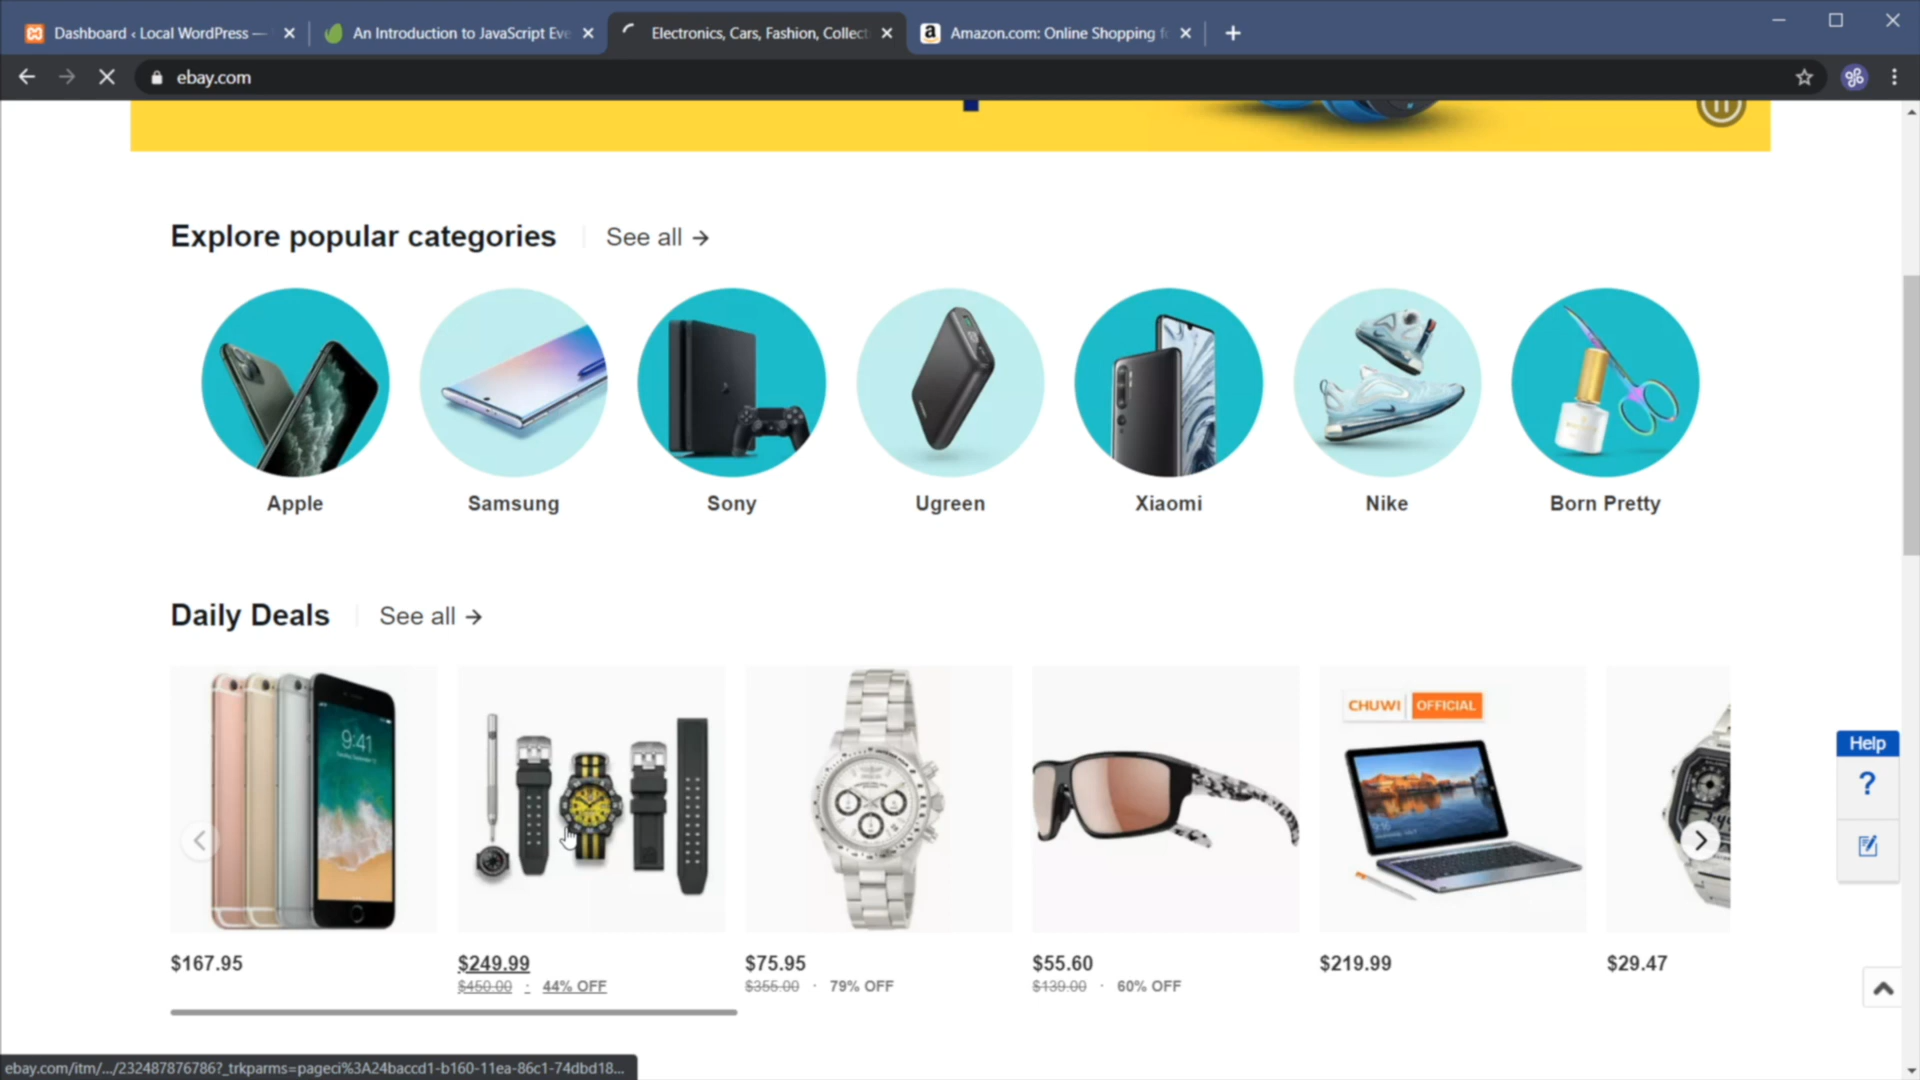 Dashboard ‹ Local WordPress —
An Introduction to JavaScript Eve
Electronics, Cars, Fashion, Collect
Amazon.com: Online Shopping f
ebay.com
Explore popular categories
See all →
Apple
Samsung
Sony
Ugreen
Xiaomi
Nike
Born Pretty
Daily Deals
See all →
9:41
CHUWI OFFICIAL
Help
?
$167.95
$249.99
$450.00 · 44% OFF
$75.95
$355.00 · 79% OFF
$55.60
$139.00 · 60% OFF
$219.99
$29.47
ebay.com/itm/.../232487876786?_trkparms=pageci%3A24baccd1-b160-11ea-86c1-74dbd18...